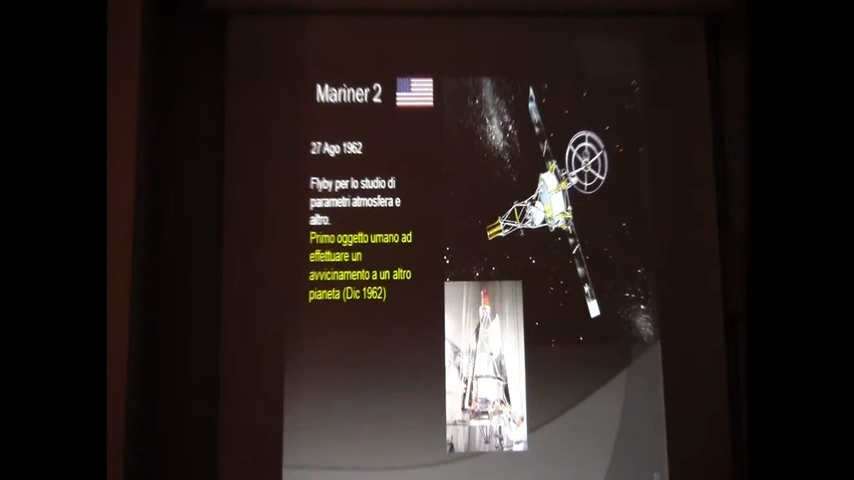 Mariner 2
27 Ago 1962
Flyby per lo studio di
parametri atmosfera e
altro.
Primo oggetto umano ad
effettuare un
avvicinamento a un altro
pianeta (Dic 1962)